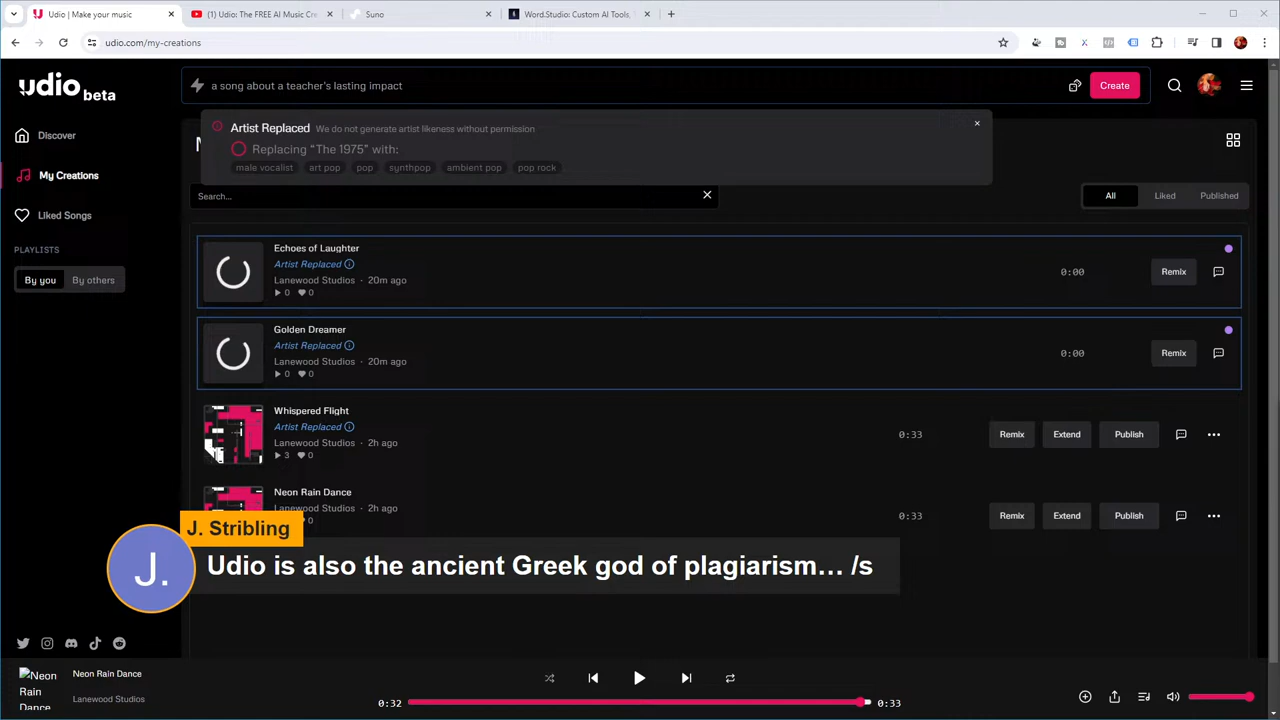 Udio | Make your music
(1) Udio: The FREE AI Music Cre
Suno
Word.Studio: Custom AI Tools,
udio.com/my-creations
udio beta
a song about a teacher's lasting impact
Create
Artist Replaced We do not generate artist likeness without permission
Replacing "The 1975" with:
male vocalist art pop pop synthpop ambient pop pop rock
Discover
My Creations
Liked Songs
PLAYLISTS
By you By others
Search...
All Liked Published
Echoes of Laughter
Artist Replaced
Lanewood Studios • 20m ago
0 0
0:00
Remix
Golden Dreamer
Artist Replaced
Lanewood Studios • 20m ago
0 0
0:00
Remix
Whispered Flight
Artist Replaced
Lanewood Studios • 2h ago
3 0
0:33
Remix Extend Publish
Neon Rain Dance
Lanewood Studios • 2h ago
0
0:33
Remix Extend Publish
J. Stribling
J.
Udio is also the ancient Greek god of plagiarism... /s
Neon
Rain
Dance
Neon Rain Dance
Lanewood Studios
0:32
0:33